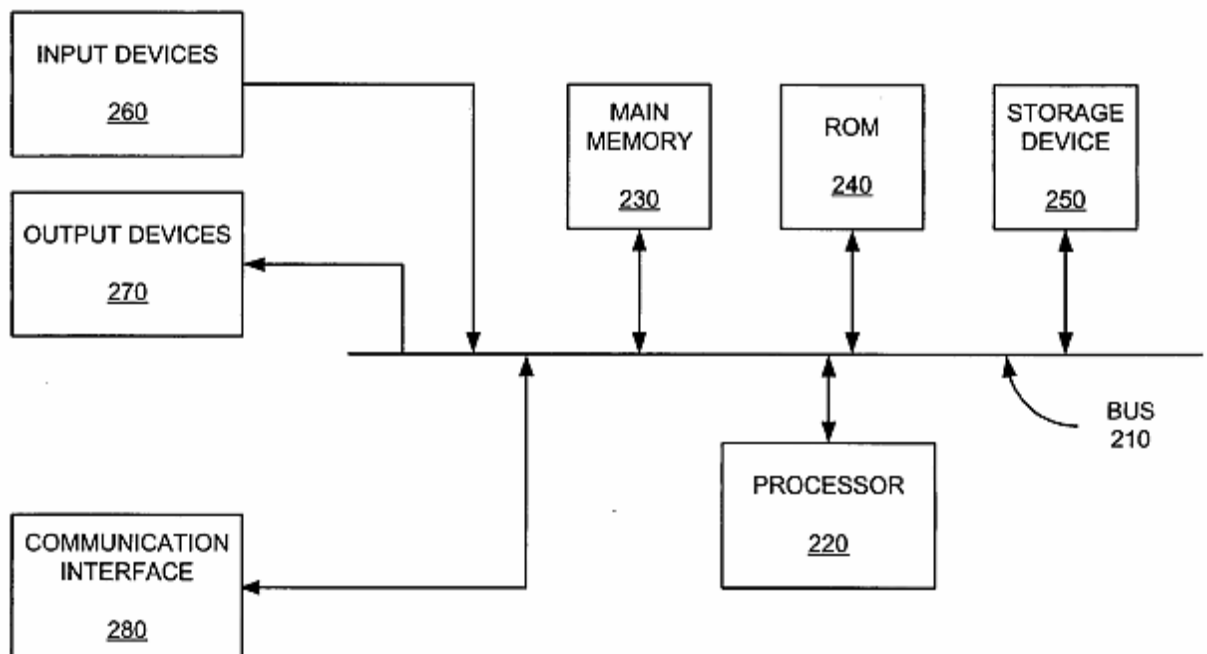 INPUT DEVICES
260
OUTPUT DEVICES
270
COMMUNICATION
INTERFACE
280
MAIN
MEMORY
230
ROM
240
STORAGE
DEVICE
250
PROCESSOR
220
BUS
210